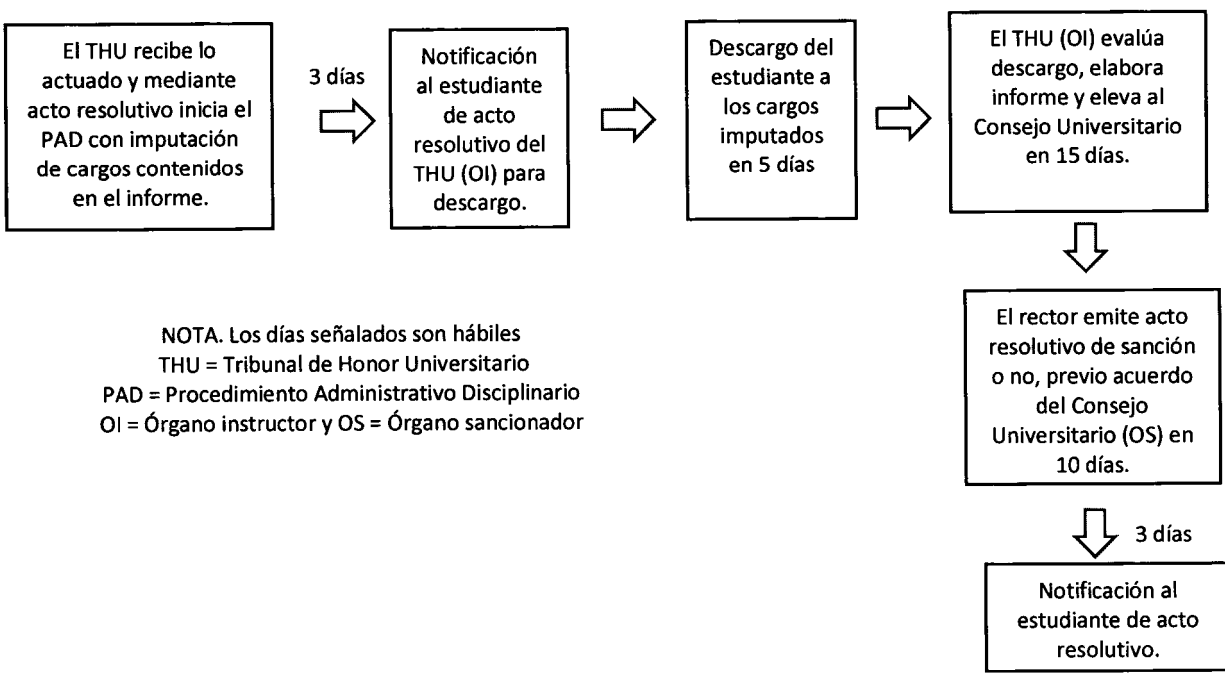 El THU recibe lo
actuado y mediante
acto resolutivo inicia el
PAD con imputación
de cargos contenidos
en el informe.
3 días
Notificación
al estudiante
de acto
resolutivo del
THU (OI) para
descargo.
Descargo del
estudiante a
los cargos
imputados
en 5 días
El THU (OI) evalúa
descargo, elabora
informe y eleva al
Consejo Universitario
en 15 días.
El rector emite acto
resolutivo de sanción
o no, previo acuerdo
del Consejo
Universitario (OS) en
10 días.
3 días
Notificación al
estudiante de acto
resolutivo.
NOTA. Los días señalados son hábiles
THU = Tribunal de Honor Universitario
PAD = Procedimiento Administrativo Disciplinario
OI = Órgano instructor y OS = Órgano sancionador